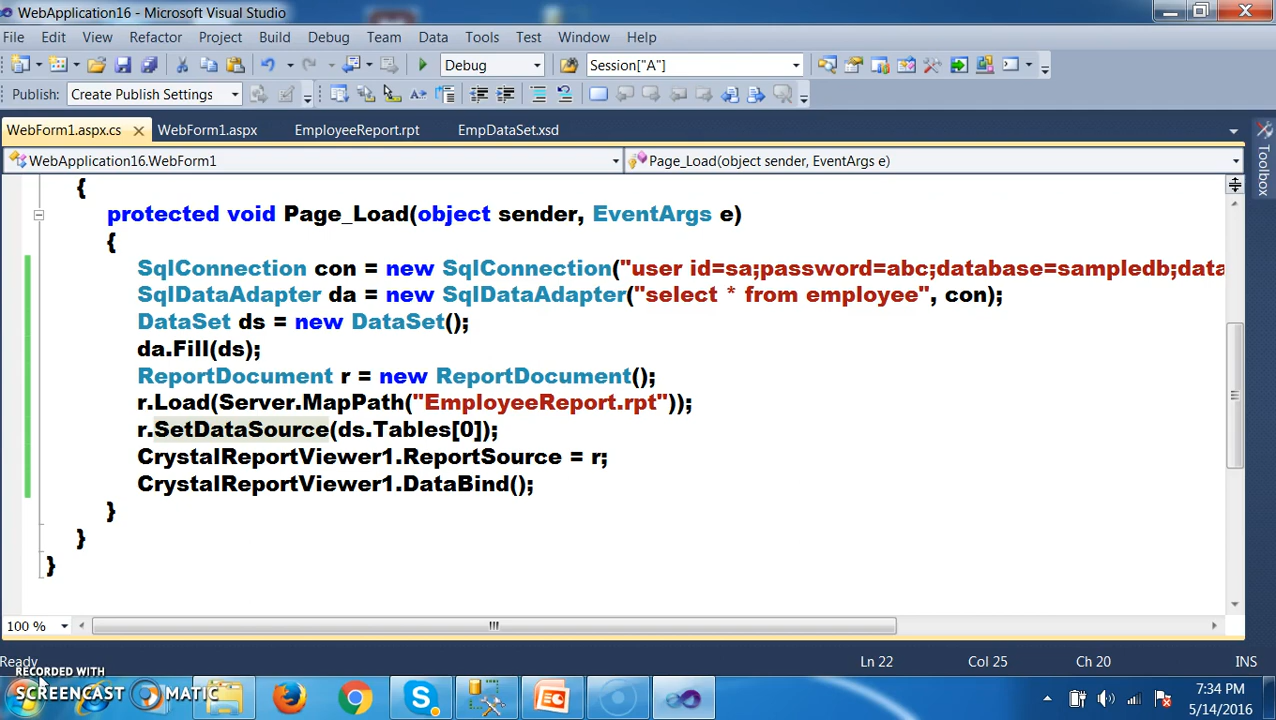 WebApplication16 - Microsoft Visual Studio
File Edit View Refactor Project Build Debug Team Data Tools Test Window Help
Debug Session["A"]
Publish: Create Publish Settings
WebForm1.aspx.cs WebForm1.aspx EmployeeReport.rpt EmpDataSet.xsd
WebApplication16.WebForm1 Page_Load(object sender, EventArgs e)
Toolbox
{
protected void Page_Load(object sender, EventArgs e)
{
SqlConnection con = new SqlConnection("user id=sa;password=abc;database=sampledb;data
SqlDataAdapter da = new SqlDataAdapter("select * from employee", con);
DataSet ds = new DataSet();
da.Fill(ds);
ReportDocument r = new ReportDocument();
r.Load(Server.MapPath("EmployeeReport.rpt"));
r.SetDataSource(ds.Tables[0]);
CrystalReportViewer1.ReportSource = r;
CrystalReportViewer1.DataBind();
}
}
}
100 %
Ready Ln 22 Col 25 Ch 20 INS
RECORDED WITH
SCREENCAST MATIC
7:34 PM
5/14/2016